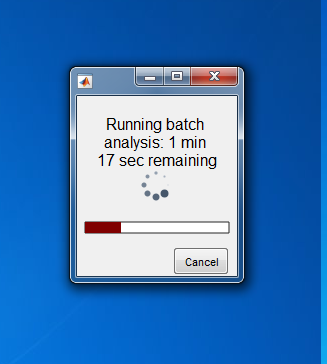 Running batch
analysis: 1 min
17 sec remaining
Cancel